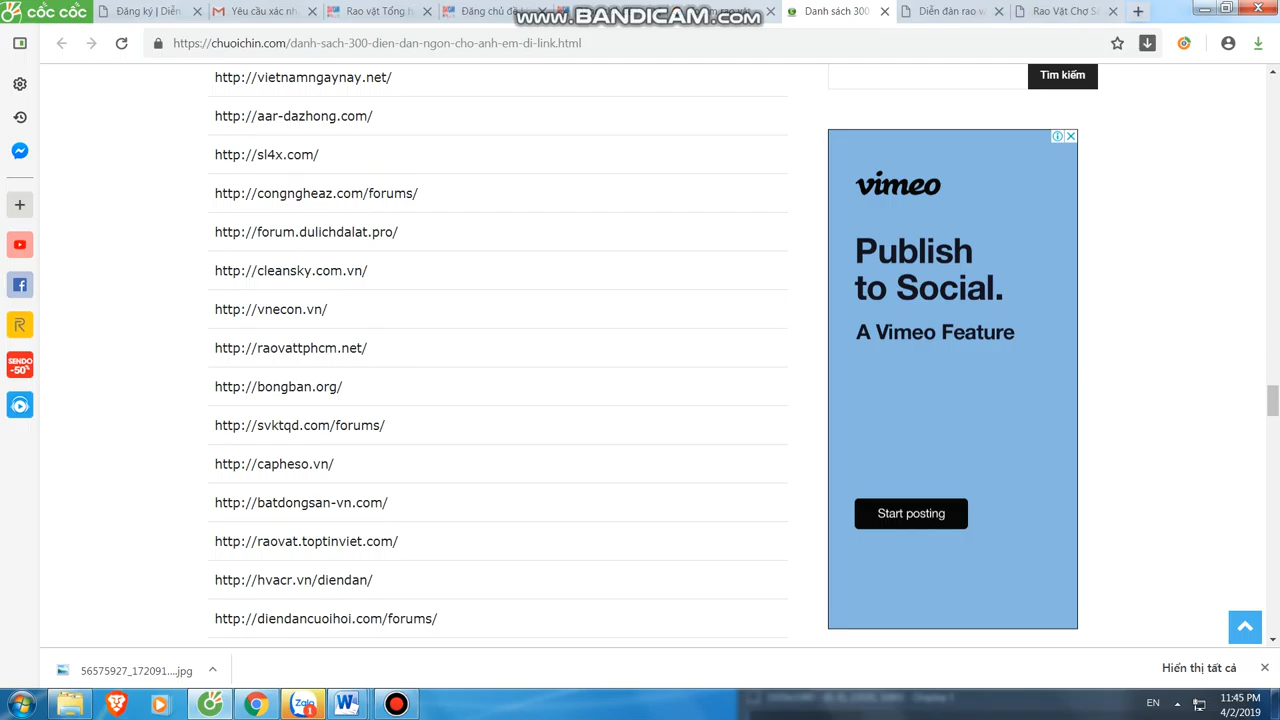 CỐC CỐC
Đăng ký | Diễn
Yêu cầu xác nh
Rao vặt Tổng
www.BANDICAM.com
Danh sách 300
Diễn đàn rao v
Rao Vặt Chợ S
https://chuoichin.com/danh-sach-300-dien-dan-ngon-cho-anh-em-di-link.html
http://vietnamngaynay.net/
Tìm kiếm
http://aar-dazhong.com/
http://sl4x.com/
http://congngheaz.com/forums/
http://forum.dulichdalat.pro/
http://cleansky.com.vn/
http://vnecon.vn/
http://raovattphcm.net/
http://bongban.org/
http://svktqd.com/forums/
http://capheso.vn/
http://batdongsan-vn.com/
http://raovat.toptinviet.com/
http://hvacr.vn/diendan/
http://diendancuoihoi.com/forums/
vimeo
Publish
to Social.
A Vimeo Feature
Start posting
SENDO
-50%
56575927_172091....jpg
Hiển thị tất cả
Zalo
EN
11:45 PM
4/2/2019